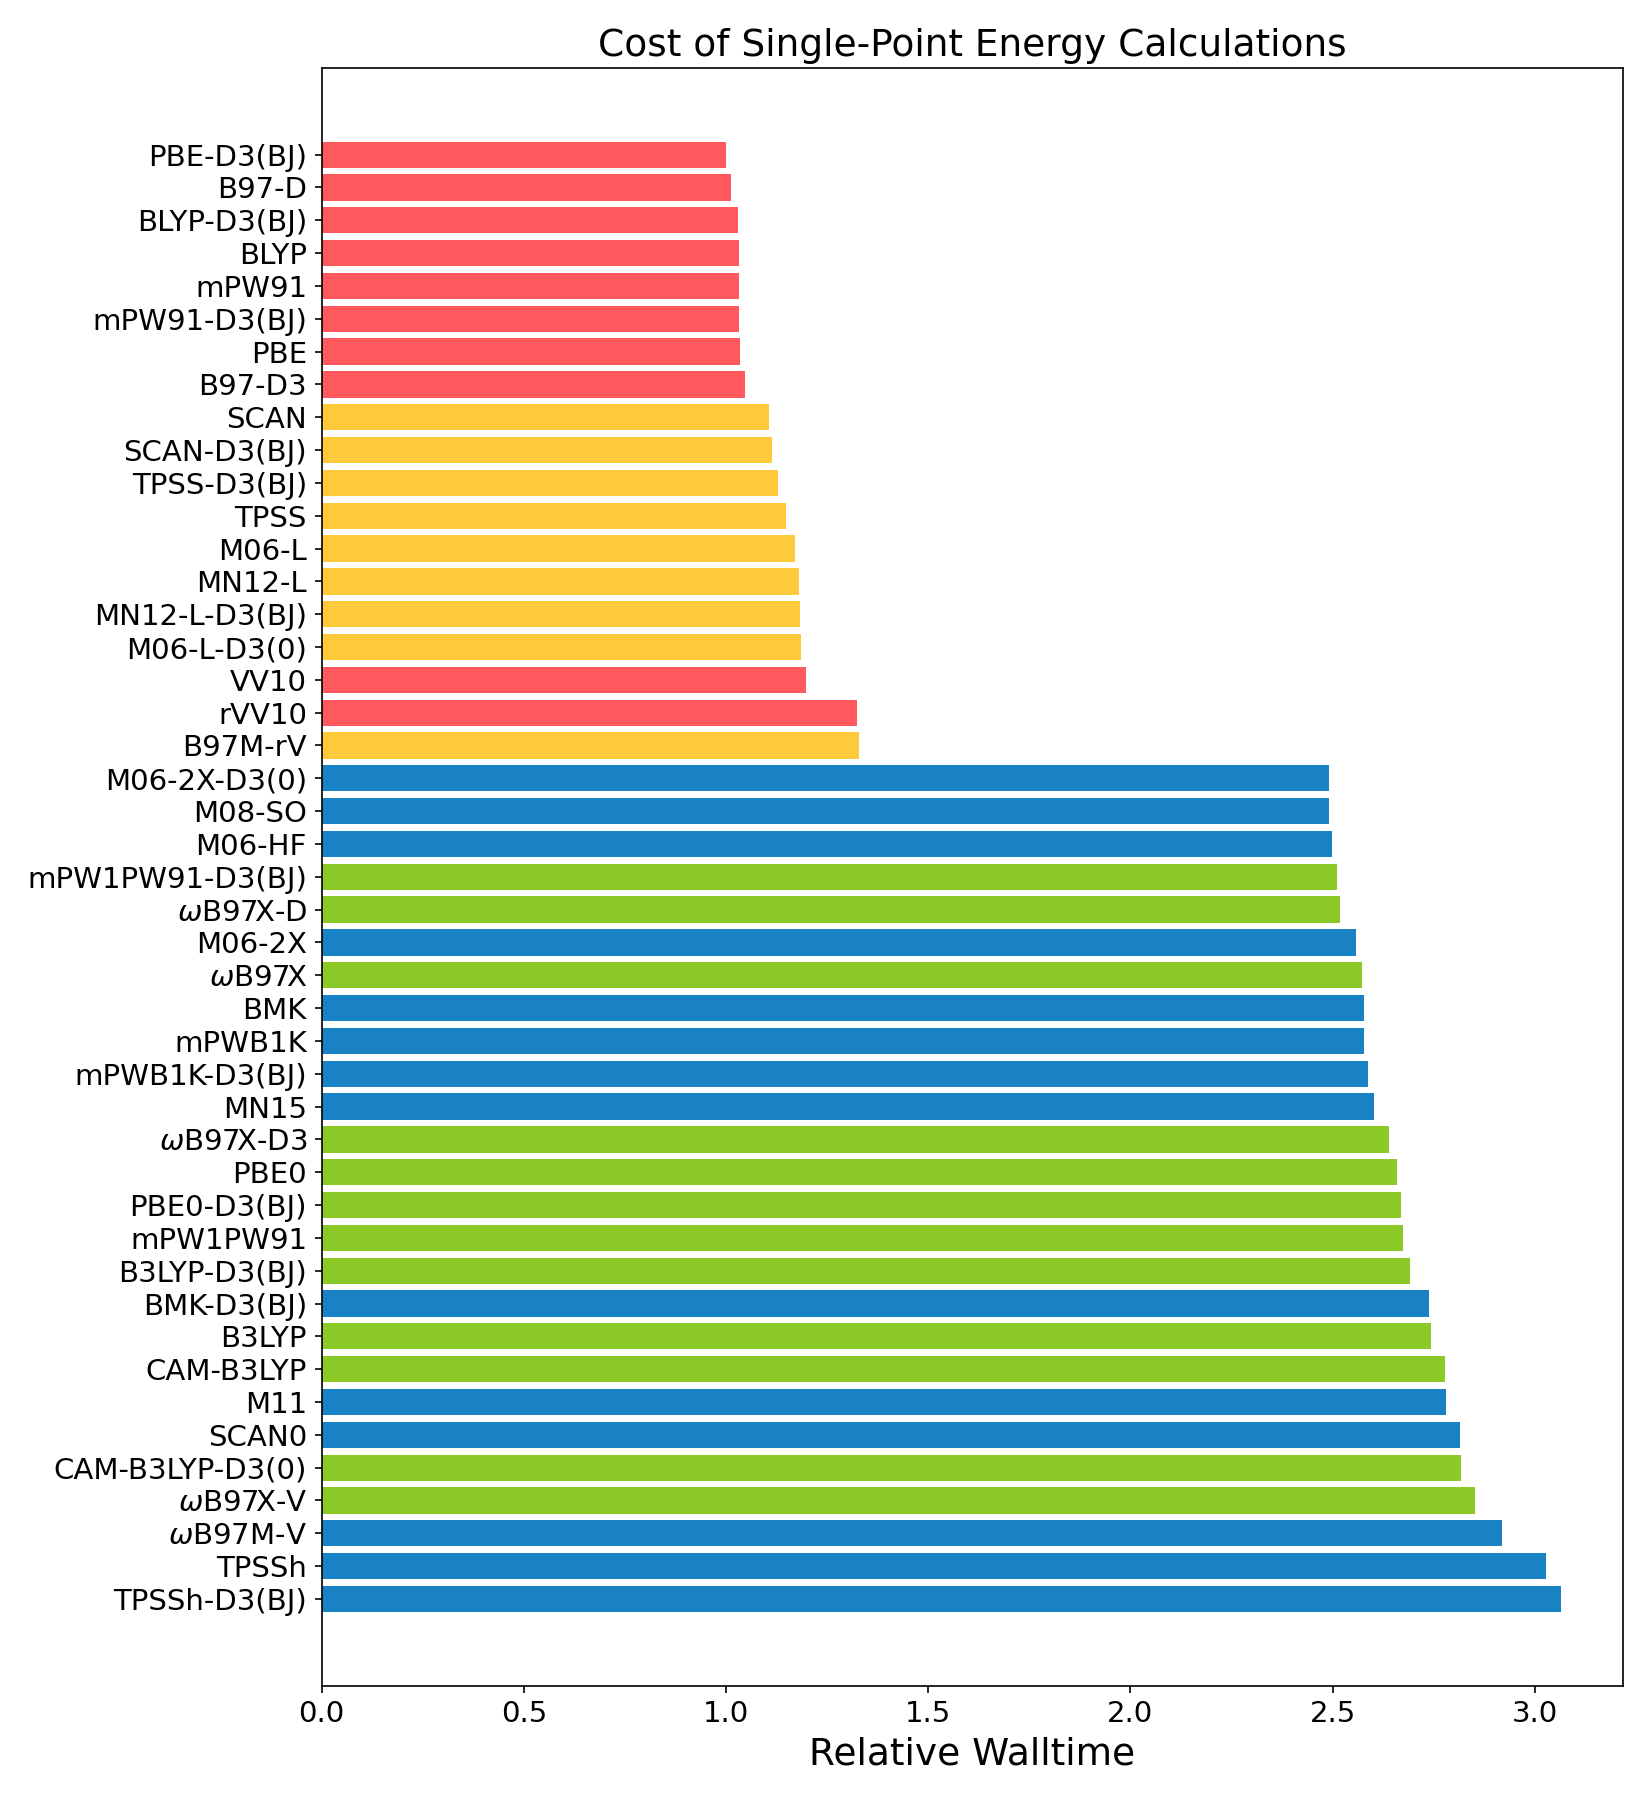 Cost of Single-Point Energy Calculations
PBE-D3(BJ)
B97-D
BLYP-D3(BJ)
BLYP
mPW91
mPW91-D3(BJ)
PBE
B97-D3
SCAN
SCAN-D3(BJ)
TPSS-D3(BJ)
TPSS
M06-L
MN12-L
MN12-L-D3(BJ)
M06-L-D3(0)
VV10
rVV10
B97M-rV
M06-2X-D3(0)
M08-SO
M06-HF
mPW1PW91-D3(BJ)
ωB97X-D
M06-2X
ωB97X
BMK
mPWB1K
mPWB1K-D3(BJ)
MN15
ωB97X-D3
PBE0
PBE0-D3(BJ)
mPW1PW91
B3LYP-D3(BJ)
BMK-D3(BJ)
B3LYP
CAM-B3LYP
M11
SCAN0
CAM-B3LYP-D3(0)
ωB97X-V
ωB97M-V
TPSSh
TPSSh-D3(BJ)
0.0 0.5 1.0 1.5 2.0 2.5 3.0
Relative Walltime